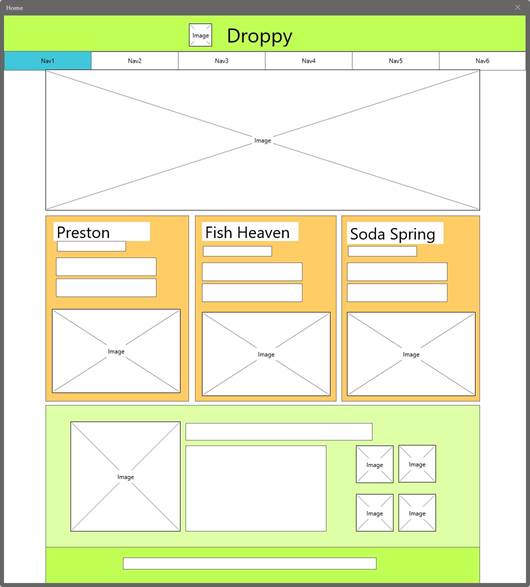 Home
Image
Droppy
Nav1
Nav2
Nav3
Nav4
Nav5
Nav6
Image
Preston
Fish Heaven
Soda Spring
Image
Image
Image
Image
Image
Image
Image
Image